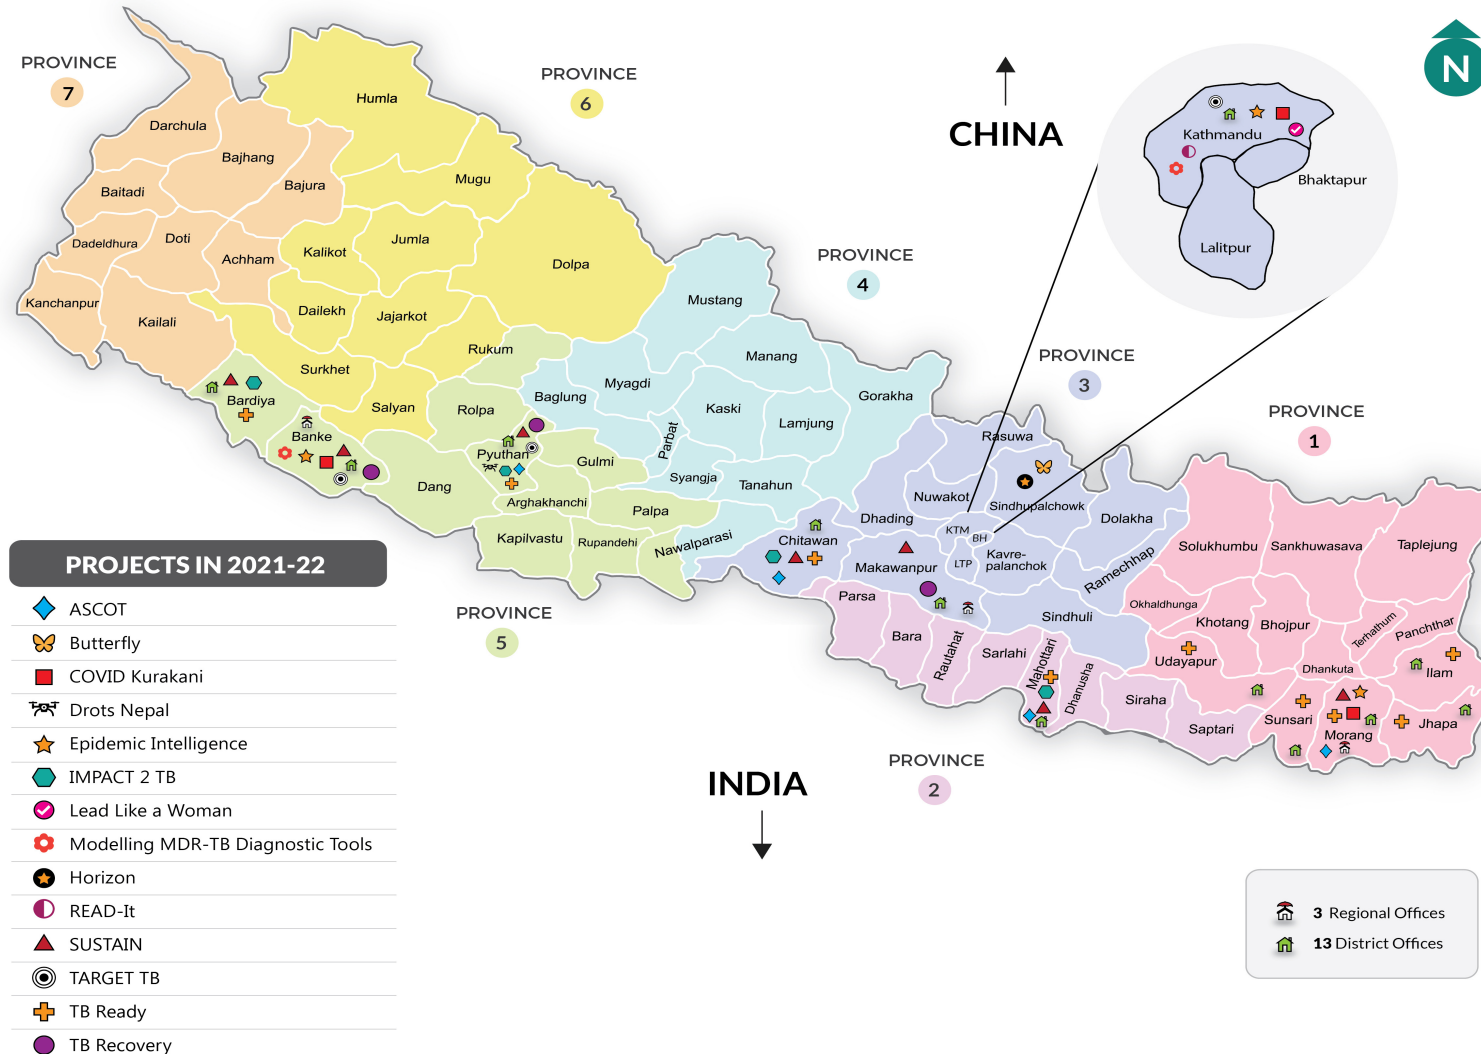 PROVINCE
7
PROVINCE
6
CHINA
N
PROVINCE
4
PROVINCE
3
PROVINCE
1
PROVINCE
5
PROVINCE
2
INDIA
Darchula
Bajhang
Bajura
Baitadi
Dadeldhura
Doti
Achham
Kanchanpur
Kailali
Humla
Mugu
Dolpa
Jumla
Kalikot
Dailekh
Jajarkot
Rukum
Surkhet
Salyan
Mustang
Manang
Myagdi
Baglung
Kaski
Lamjung
Gorakha
Parbat
Syangja
Tanahun
Bardiya
Banke
Rolpa
Pyuthan
Gulmi
Dang
Arghakhanchi
Palpa
Kapilvastu
Rupandehi
Nawalparasi
Kathmandu
Bhaktapur
Lalitpur
Rasuwa
Nuwakot
Sindhupalchowk
Dhading
Dolakha
KTM
BH
LTP
Kavre-
palanchok
Chitawan
Makawanpur
Ramechhap
Sindhuli
Parsa
Bara
Rautahat
Sarlahi
Mahottari
Dhanusha
Siraha
Saptari
Solukhumbu
Sankhuwasava
Taplejung
Okhaldhunga
Khotang
Bhojpur
Terhathum
Panchthar
Udayapur
Dhankuta
Ilam
Sunsari
Morang
Jhapa
PROJECTS IN 2021-22
ASCOT
Butterfly
COVID Kurakani
Drots Nepal
Epidemic Intelligence
IMPACT 2 TB
Lead Like a Woman
Modelling MDR-TB Diagnostic Tools
Horizon
READ-It
SUSTAIN
TARGET TB
TB Ready
TB Recovery
3 Regional Offices
13 District Offices